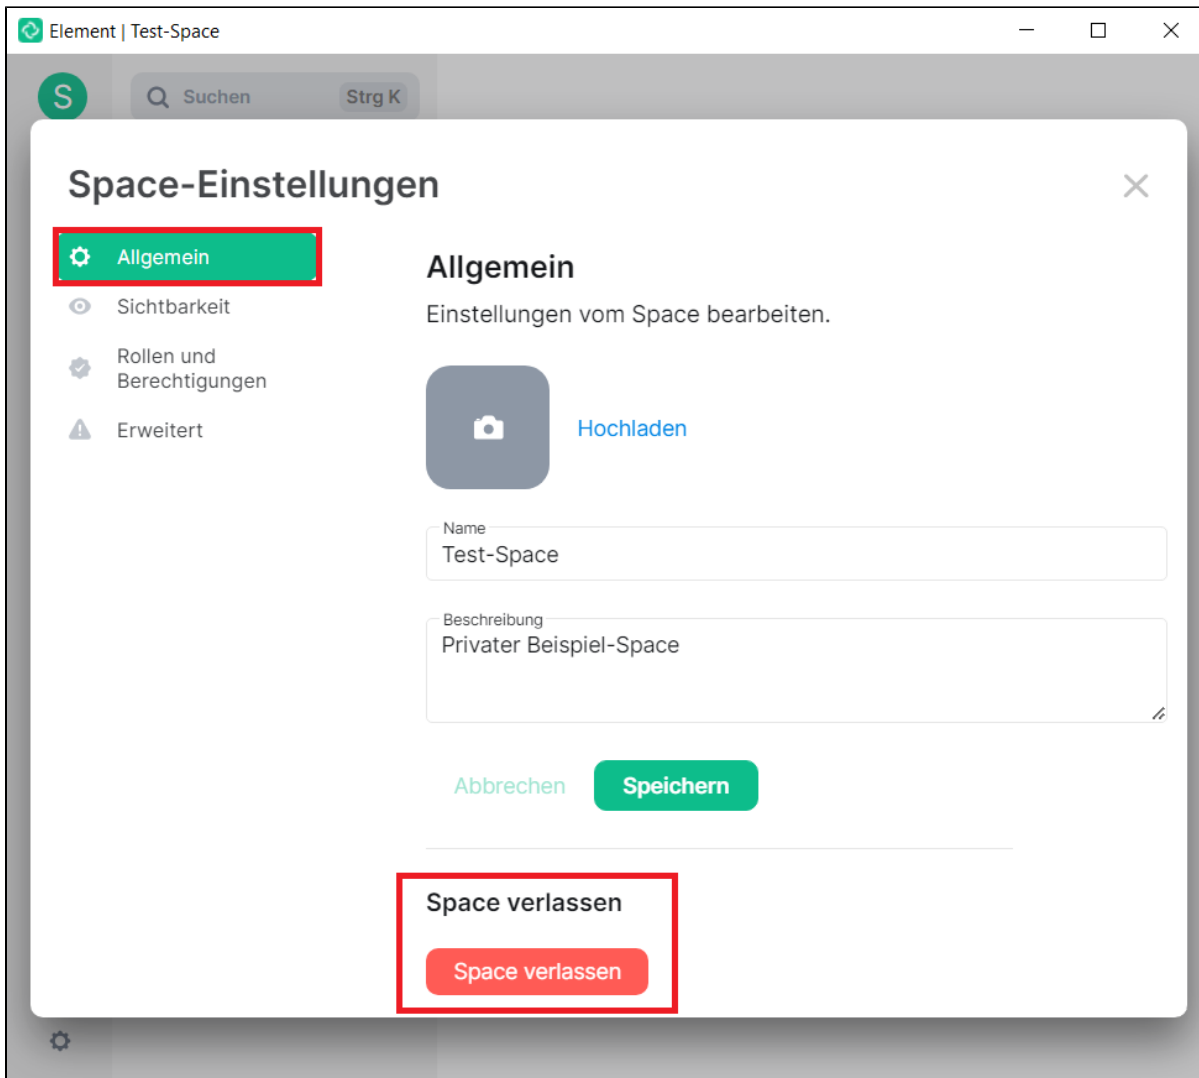 Element | Test-Space
S
Suchen
Strg K
Space-Einstellungen
Allgemein
Sichtbarkeit
Rollen und
Berechtigungen
Erweitert
Allgemein
Einstellungen vom Space bearbeiten.
Hochladen
Name
Test-Space
Beschreibung
Privater Beispiel-Space
Abbrechen
Speichern
Space verlassen
Space verlassen